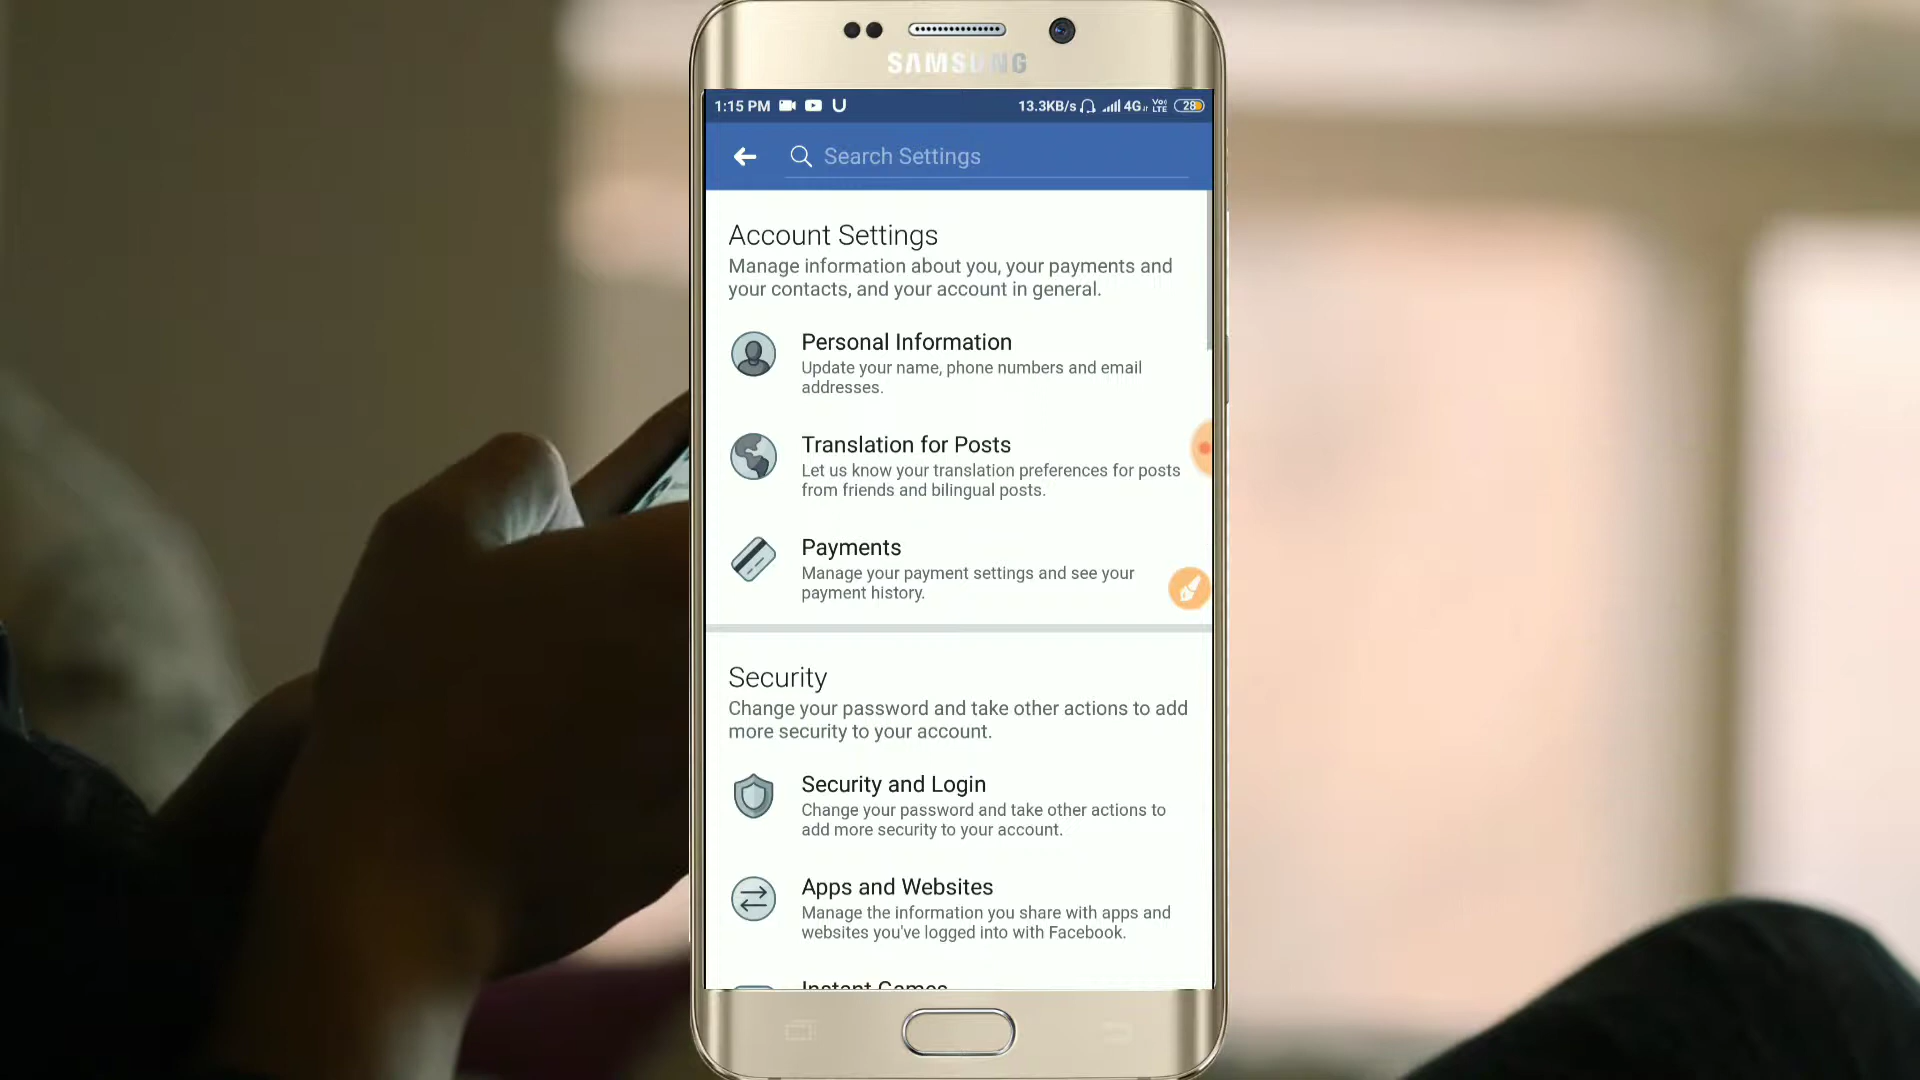 SAMSUNG
1:15 PM 13.3KB/s 4G Vo) LTE 28
Search Settings
Account Settings
Manage information about you, your payments and
your contacts, and your account in general.
Personal Information
Update your name, phone numbers and email
addresses.
Translation for Posts
Let us know your translation preferences for posts
from friends and bilingual posts.
Payments
Manage your payment settings and see your
payment history.
Security
Change your password and take other actions to add
more security to your account.
Security and Login
Change your password and take other actions to
add more security to your account.
Apps and Websites
Manage the information you share with apps and
websites you've logged into with Facebook.
Instant Games